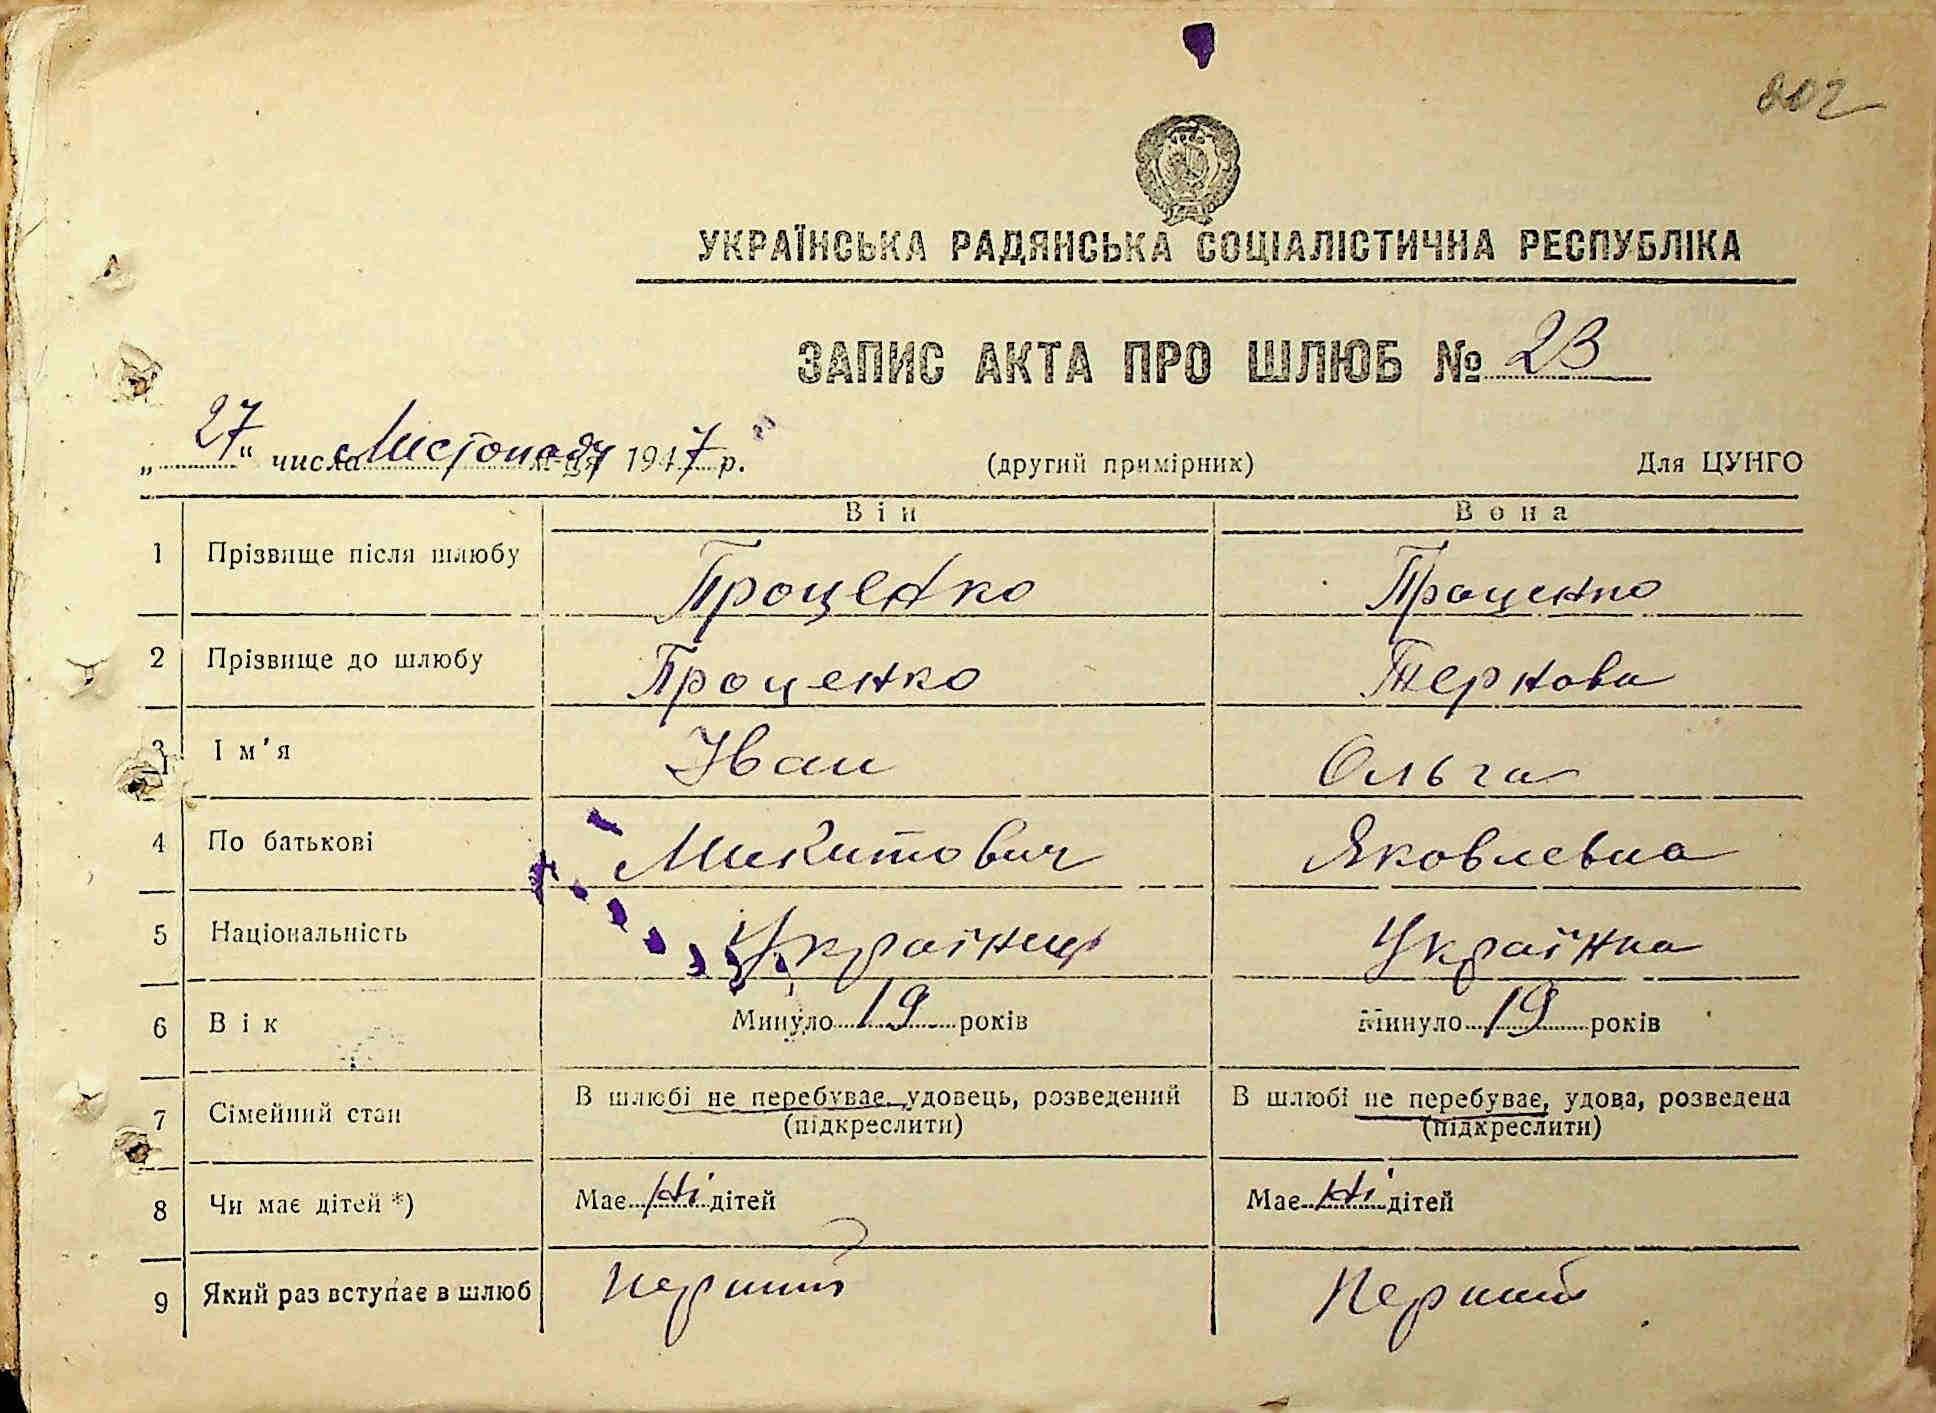 202
УКРАЇНСЬКА РАДЯНСЬКА СОЦІАЛІСТИЧНА РЕСПУБЛІКА
ЗАПИС АКТА ПРО ШЛЮБ № 23
„27“ числа Листопаду м-ця 1947 р. (другий примірник) Для ЦУНГО
Він Вона
1 Прізвище після шлюбу Проценко Проценко
2 Прізвище до шлюбу Проценко Тернова
3 Ім'я Іван Ольга
4 По батькові Микитович Яковлевна
5 Національність Українець Українка
6 Вік Минуло 19 років Минуло 19 років
7 Сімейний стан В шлюбі не перебуває, удовець, розведений В шлюбі не перебуває, удова, розведена
(підкреслити) (підкреслити)
8 Чи має дітей *) Має ні дітей Має ні дітей
9 Який раз вступає в шлюб Перший Перший